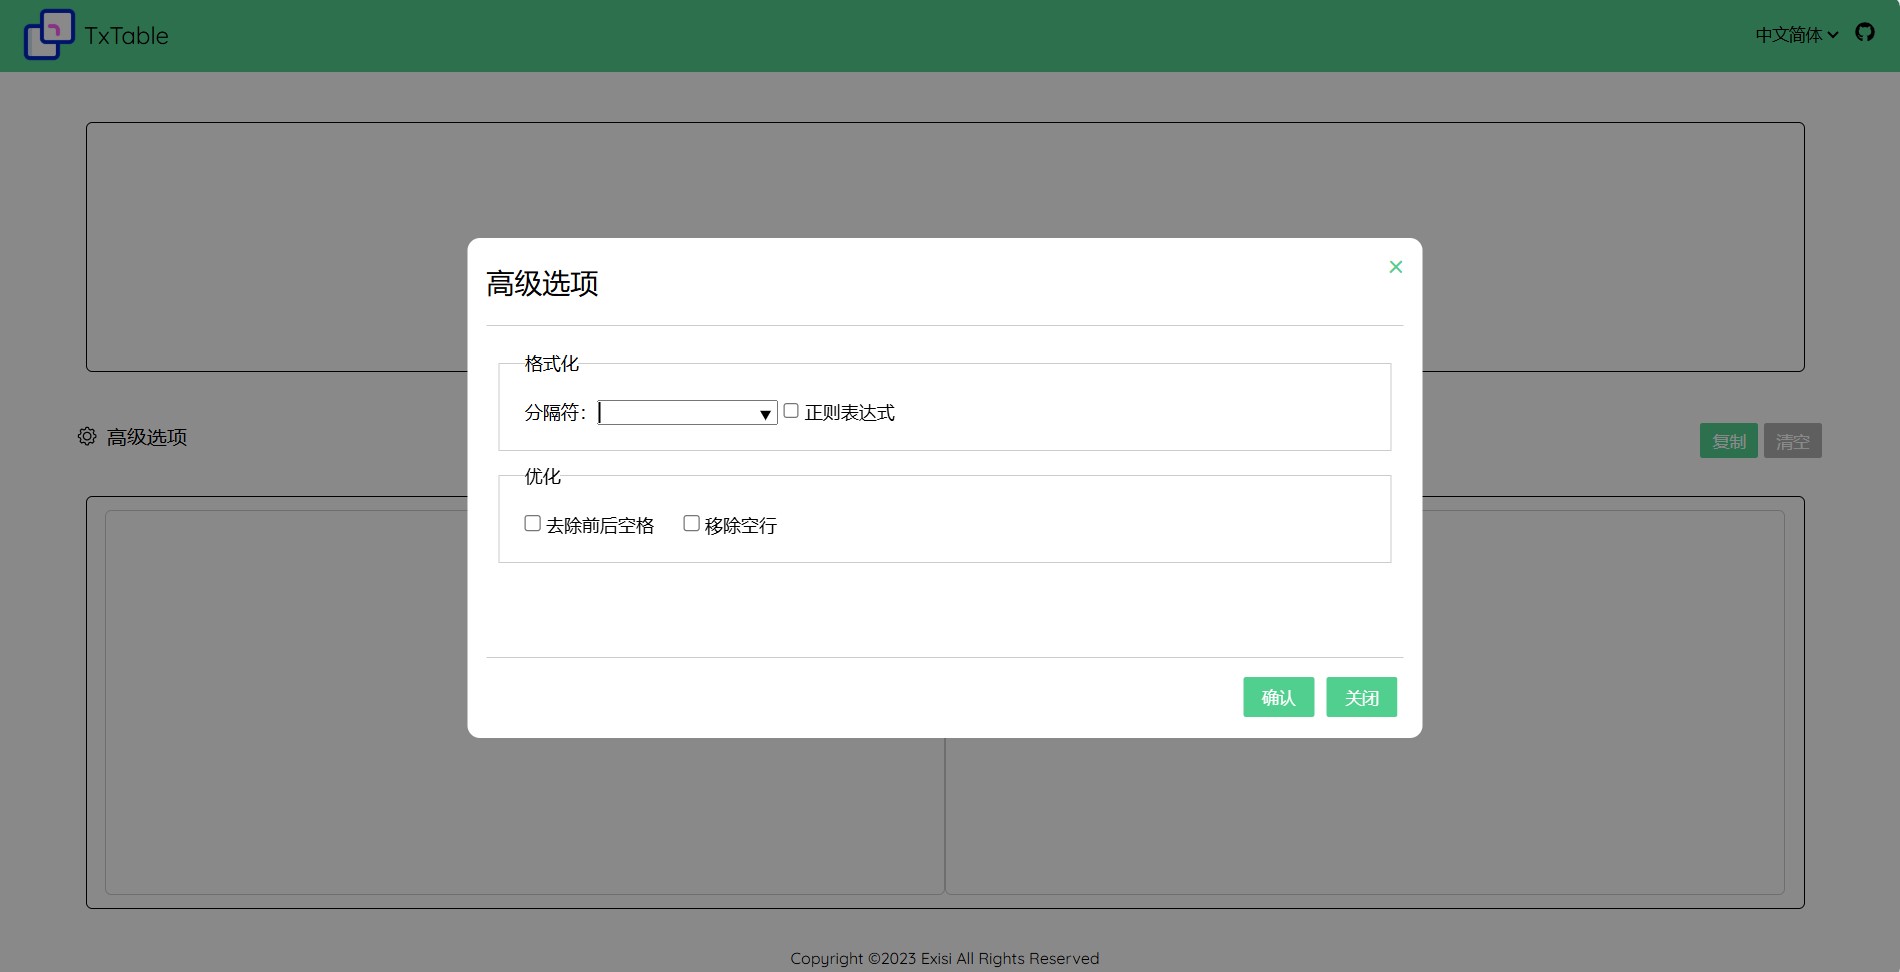 TxTable
中文简体
高级选项
格式化
分隔符：
正则表达式
高级选项
复制
清空
优化
去除前后空格
移除空行
确认
关闭
Copyright ©2023 Exisi All Rights Reserved